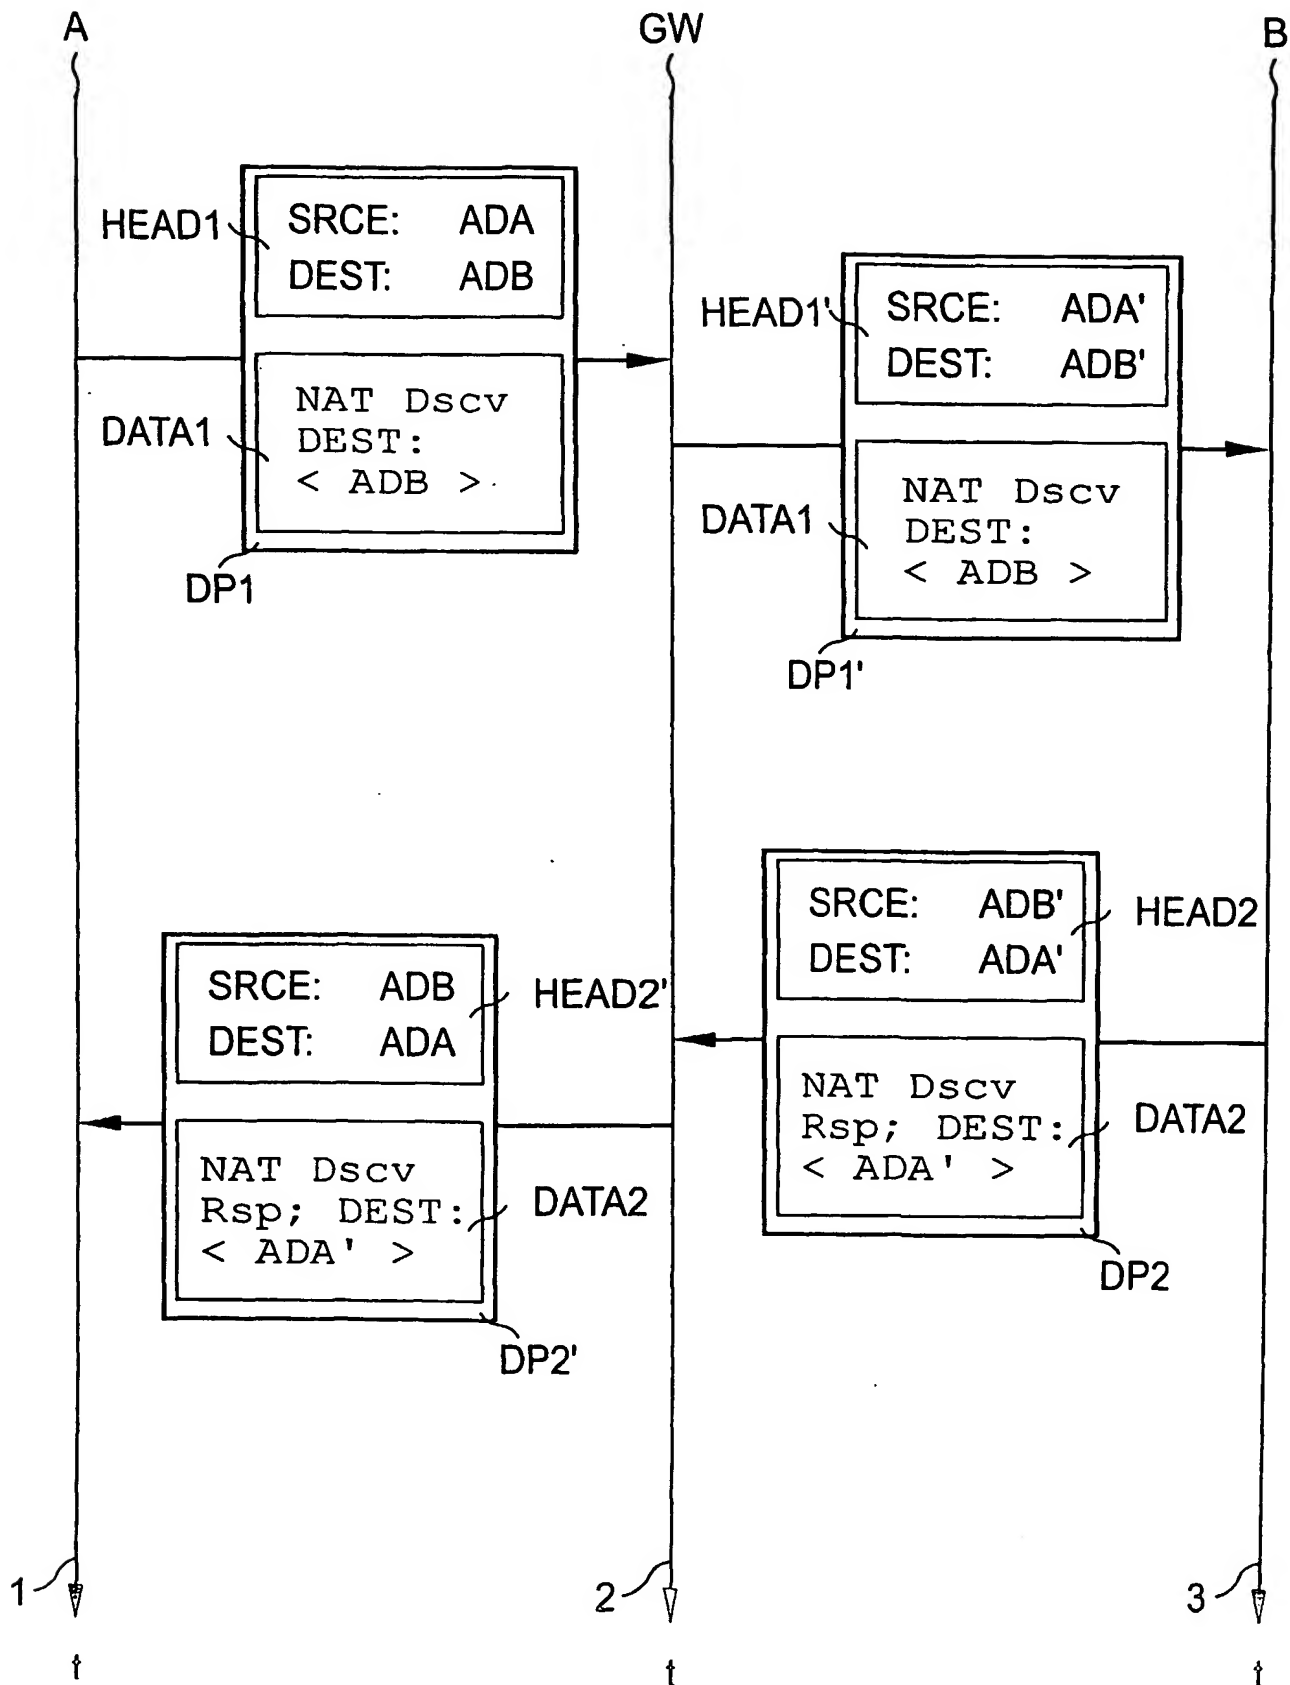 A
GW
B
HEAD1
SRCE: ADA
DEST: ADB
DATA1
NAT Dscv
DEST:
< ADB >
DP1
HEAD1'
SRCE: ADA'
DEST: ADB'
DATA1
NAT Dscv
DEST:
< ADB >
DP1'
SRCE: ADB'
DEST: ADA'
HEAD2
NAT Dscv
Rsp; DEST:
< ADA' >
DATA2
DP2
SRCE: ADB
DEST: ADA
HEAD2'
NAT Dscv
Rsp; DEST:
< ADA' >
DATA2
DP2'
1
2
3
t
t
t